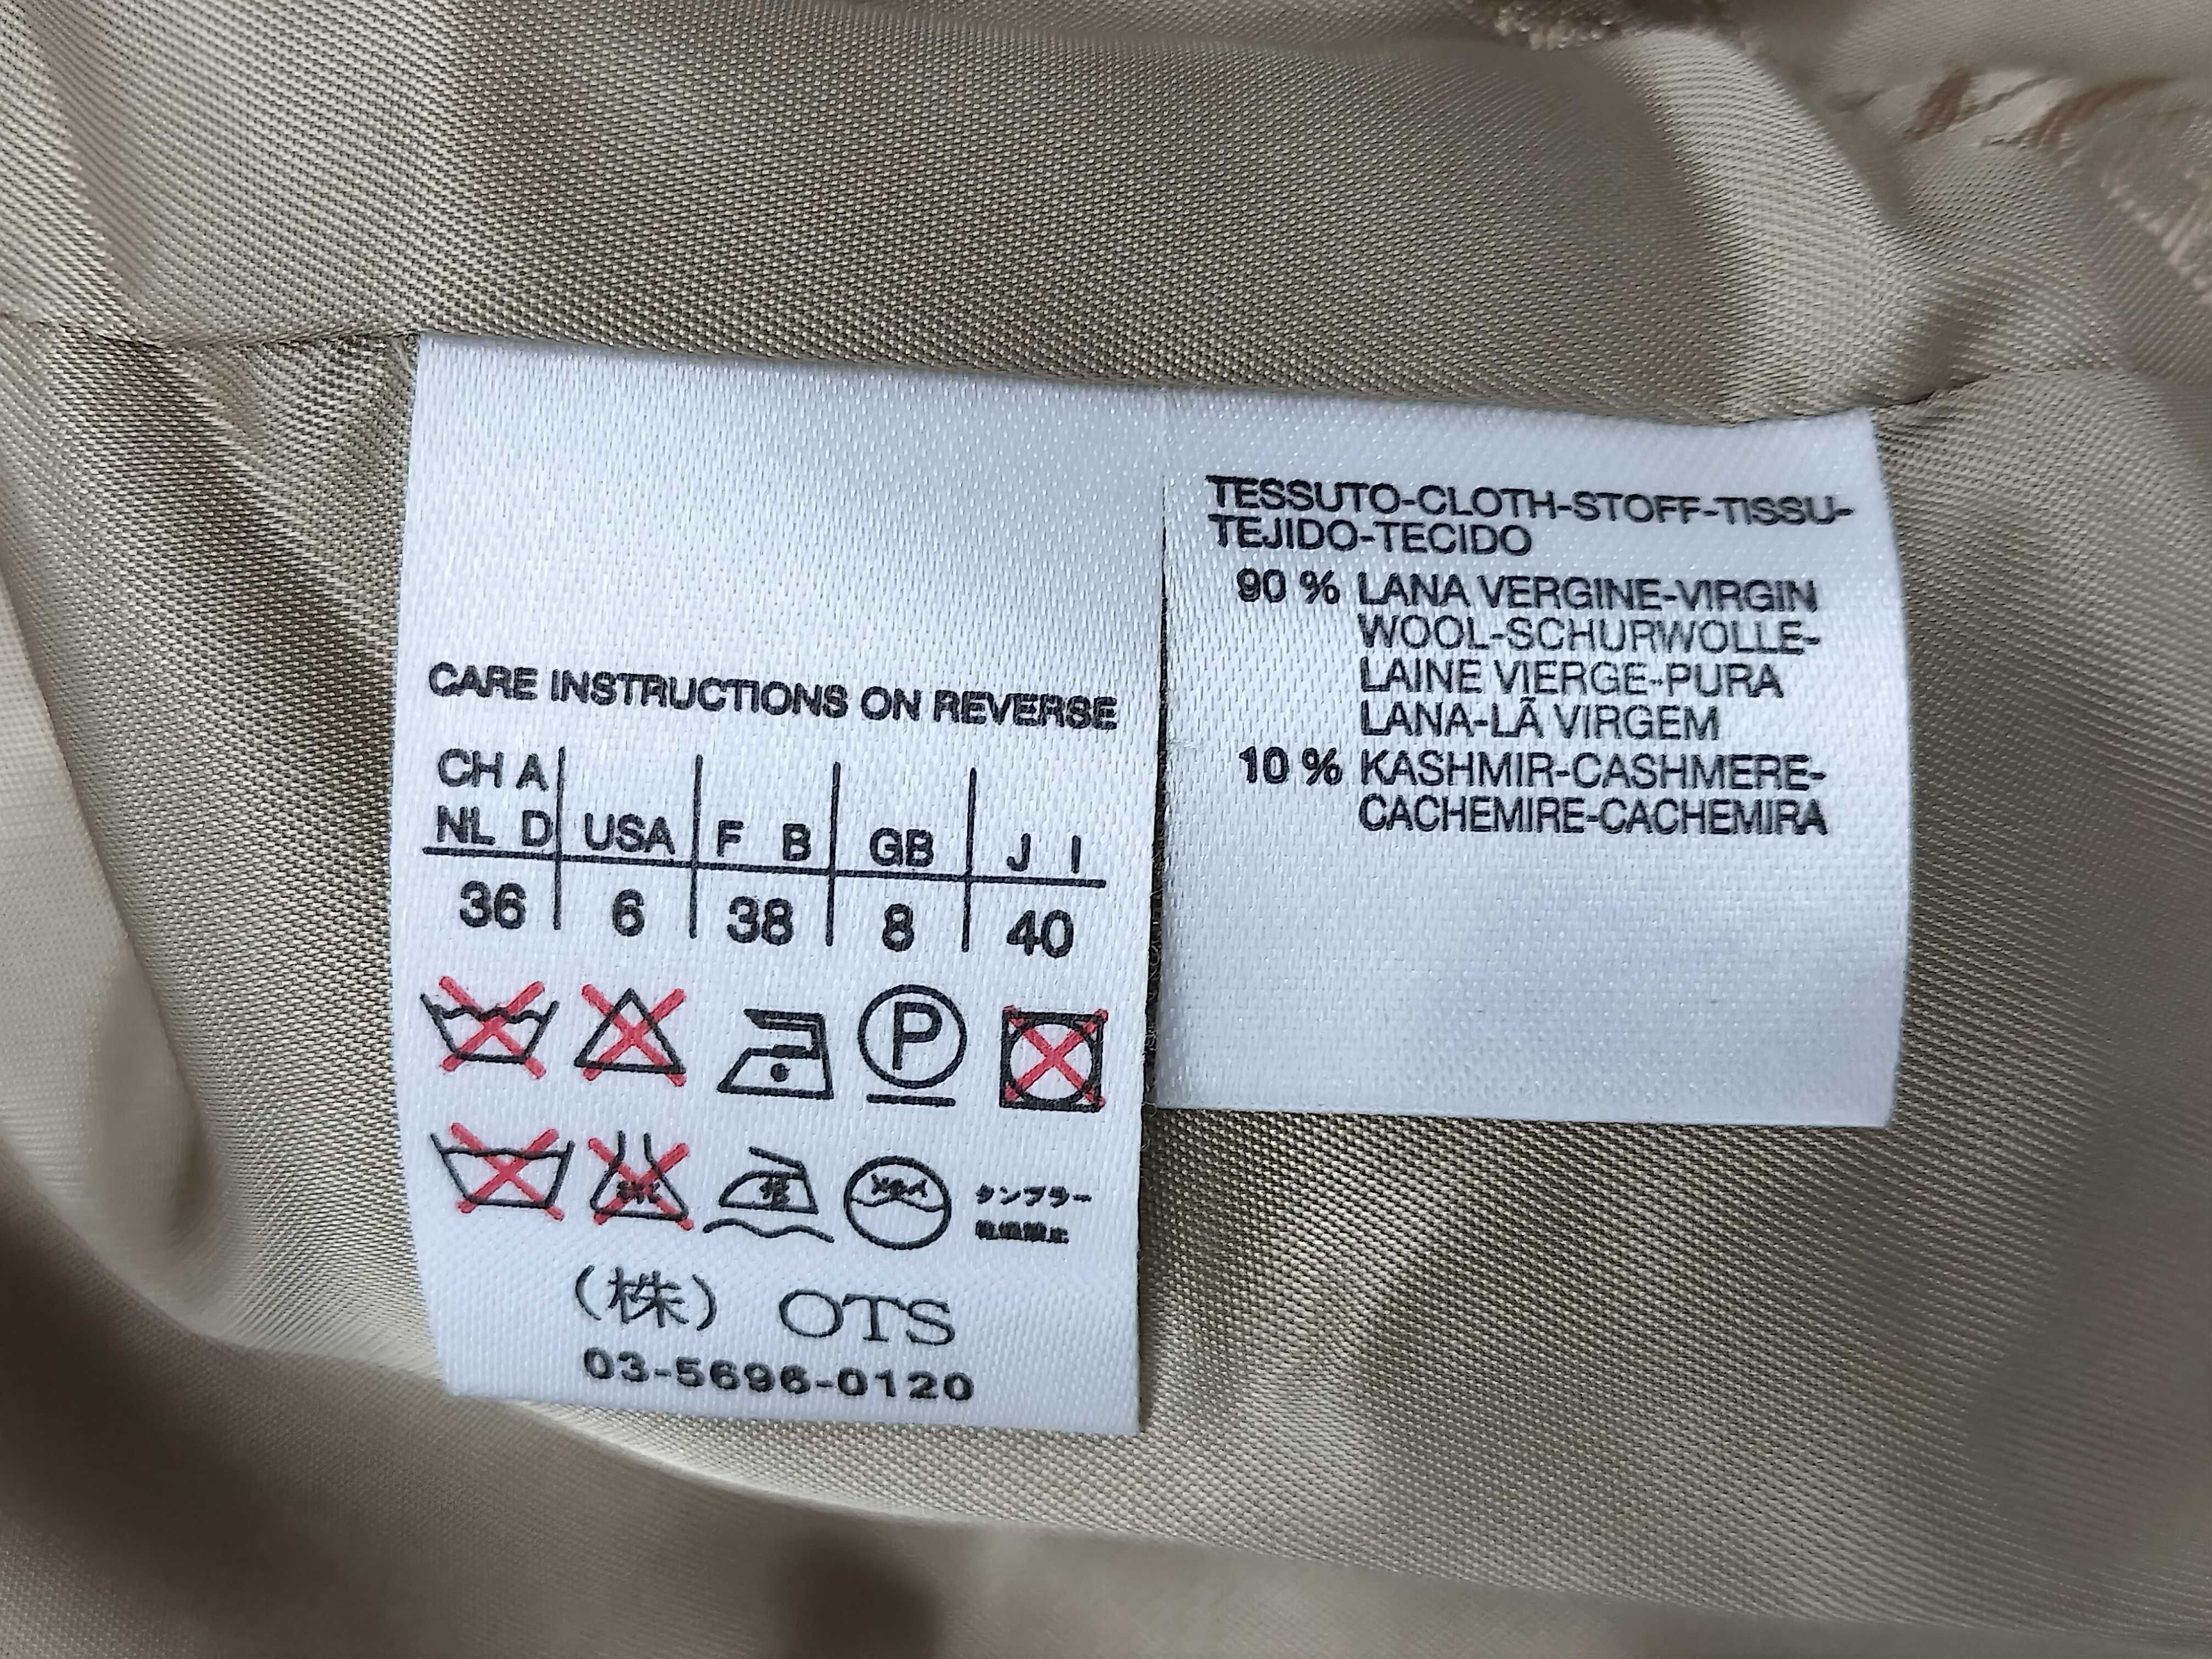 CARE INSTRUCTIONS ON REVERSE
CH A
NL D USA F B GB J I
36 6 38 8 40
P
タンブラー
(株) OTS
03-5696-0120
TESSUTO-CLOTH-STOFF-TISSU-
TEJIDO-TECIDO
90 % LANA VERGINE-VIRGIN
WOOL-SCHURWOLLE-
LAINE VIERGE-PURA
LANA-LÃ VIRGEM
10 % KASHMIR-CASHMERE-
CACHEMIRE-CACHEMIRA